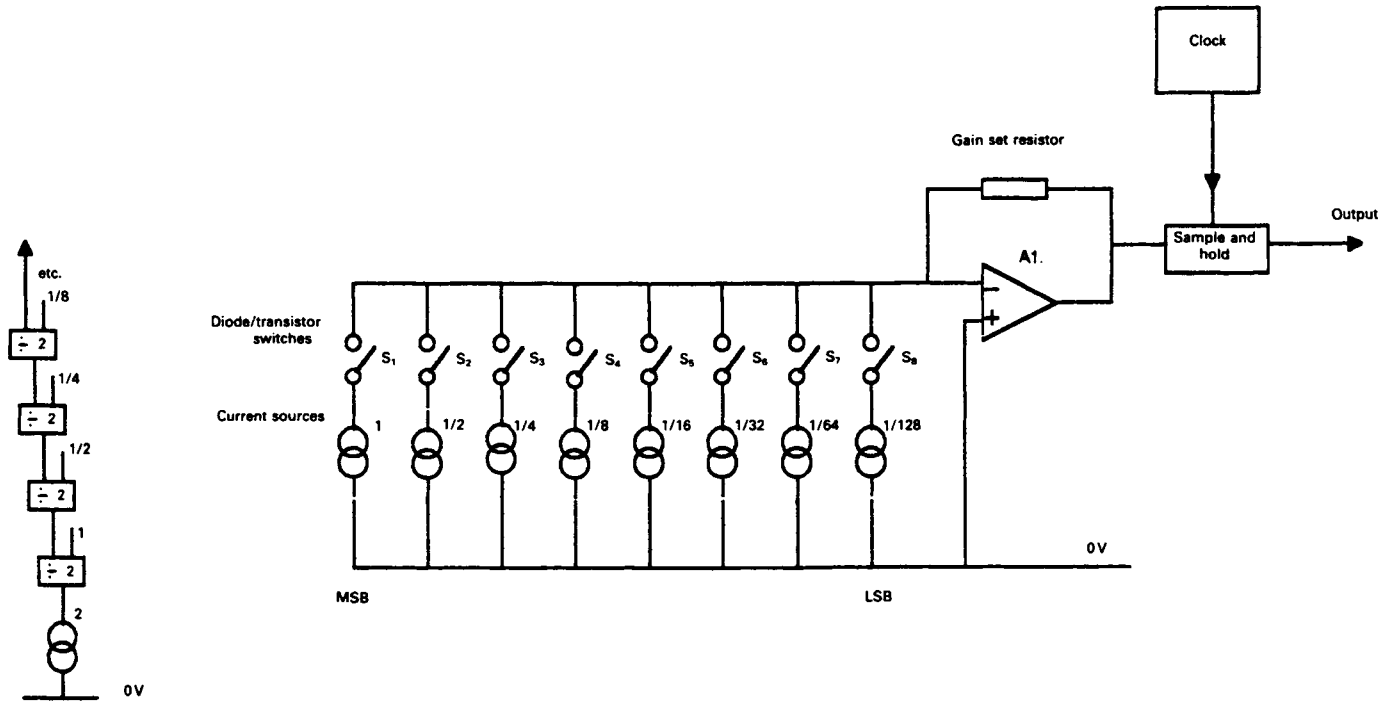 Clock
Gain set resistor
Output
Sample and
hold
A1.
−
+
etc.
1/8
÷ 2
1/4
÷ 2
1/2
÷ 2
1
÷ 2
2
0V
Diode/transistor
switches
S₁ S₂ S₃ S₄ S₅ S₆ S₇ S₈
Current sources
1 1/2 1/4 1/8 1/16 1/32 1/64 1/128
0V
MSB LSB